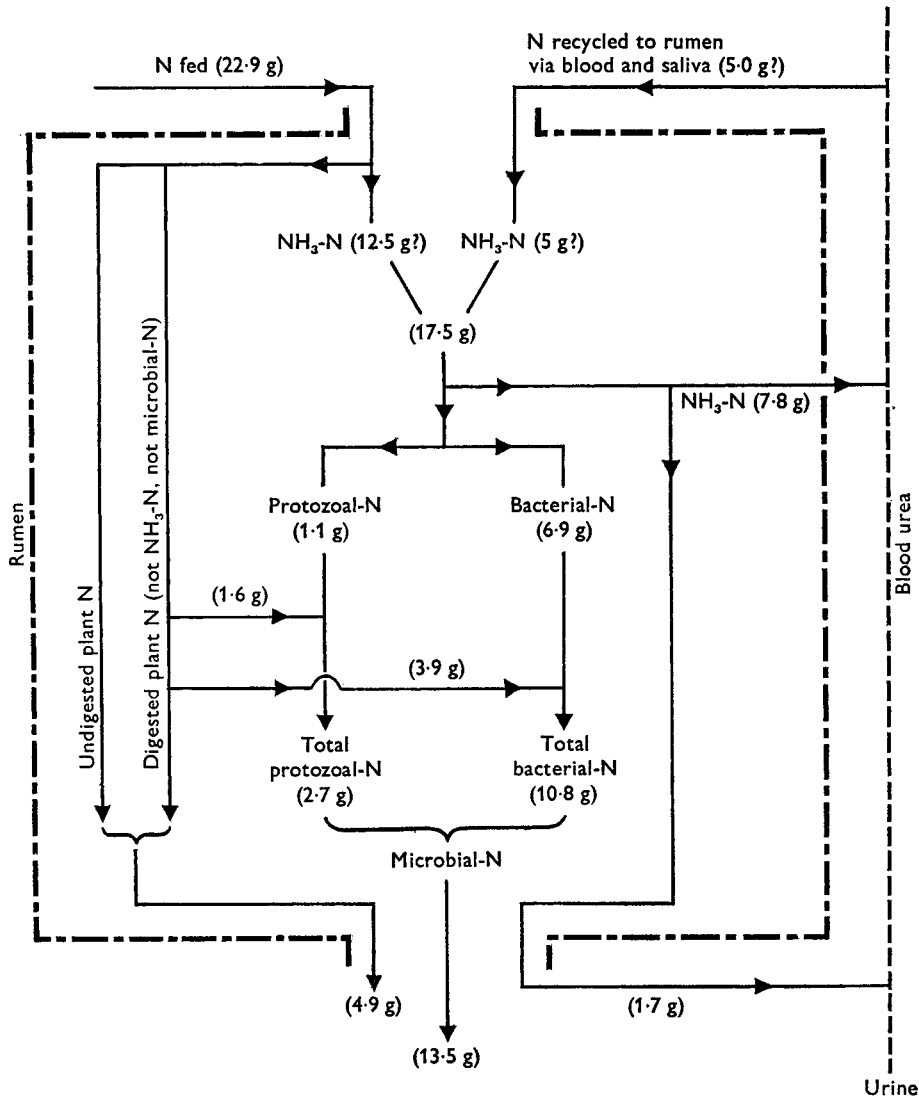 N fed (22·9 g)
N recycled to rumen
via blood and saliva (5·0 g?)
NH₃-N (12·5 g?)
NH₃-N (5 g?)
(17·5 g)
NH₃-N (7·8 g)
Rumen
Undigested plant N
Digested plant N (not NH₃-N, not microbial-N)
Blood urea
Protozoal-N
(1·1 g)
Bacterial-N
(6·9 g)
(1·6 g)
(3·9 g)
Total
protozoal-N
(2·7 g)
Total
bacterial-N
(10·8 g)
Microbial-N
(4·9 g)
(13·5 g)
(1·7 g)
Urine